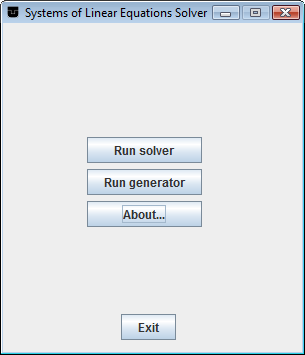 Systems of Linear Equations Solver
Run solver
Run generator
About...
Exit